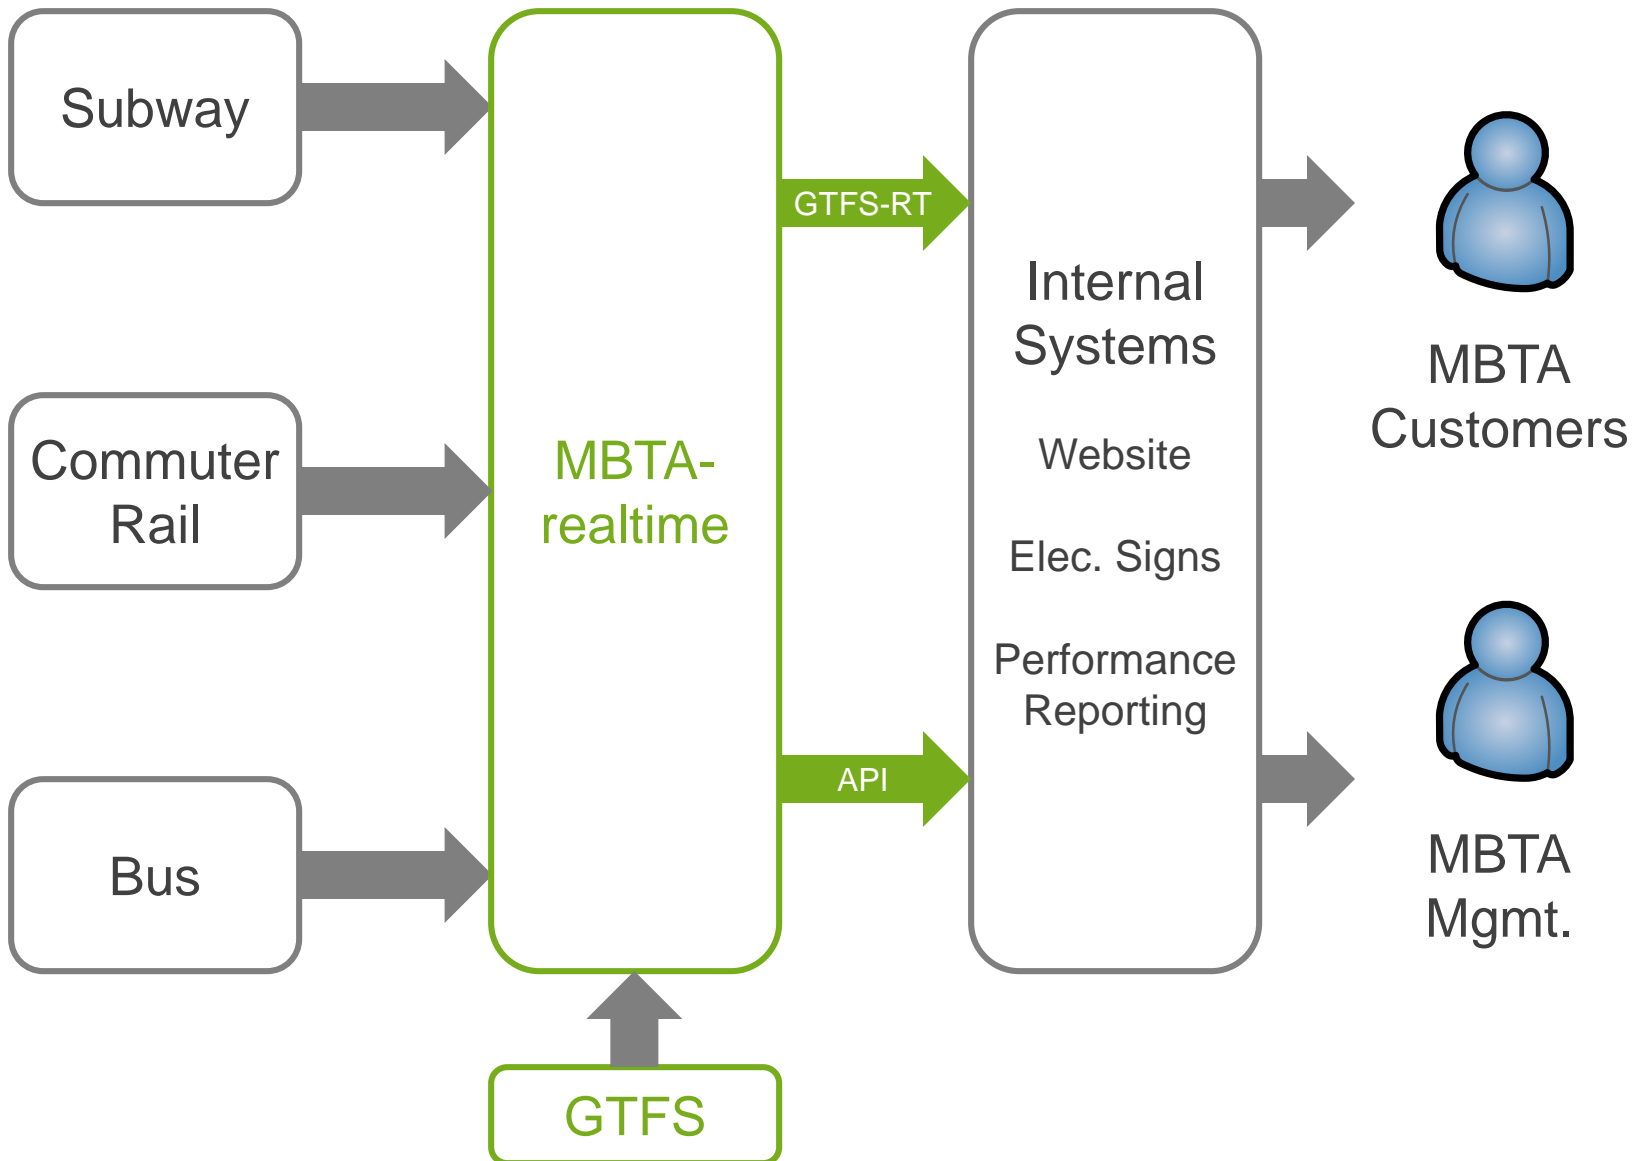 Subway
Commuter
Rail
Bus
MBTA-
realtime
GTFS
GTFS-RT
API
Internal
Systems
Website
Elec. Signs
Performance
Reporting
MBTA
Customers
MBTA
Mgmt.